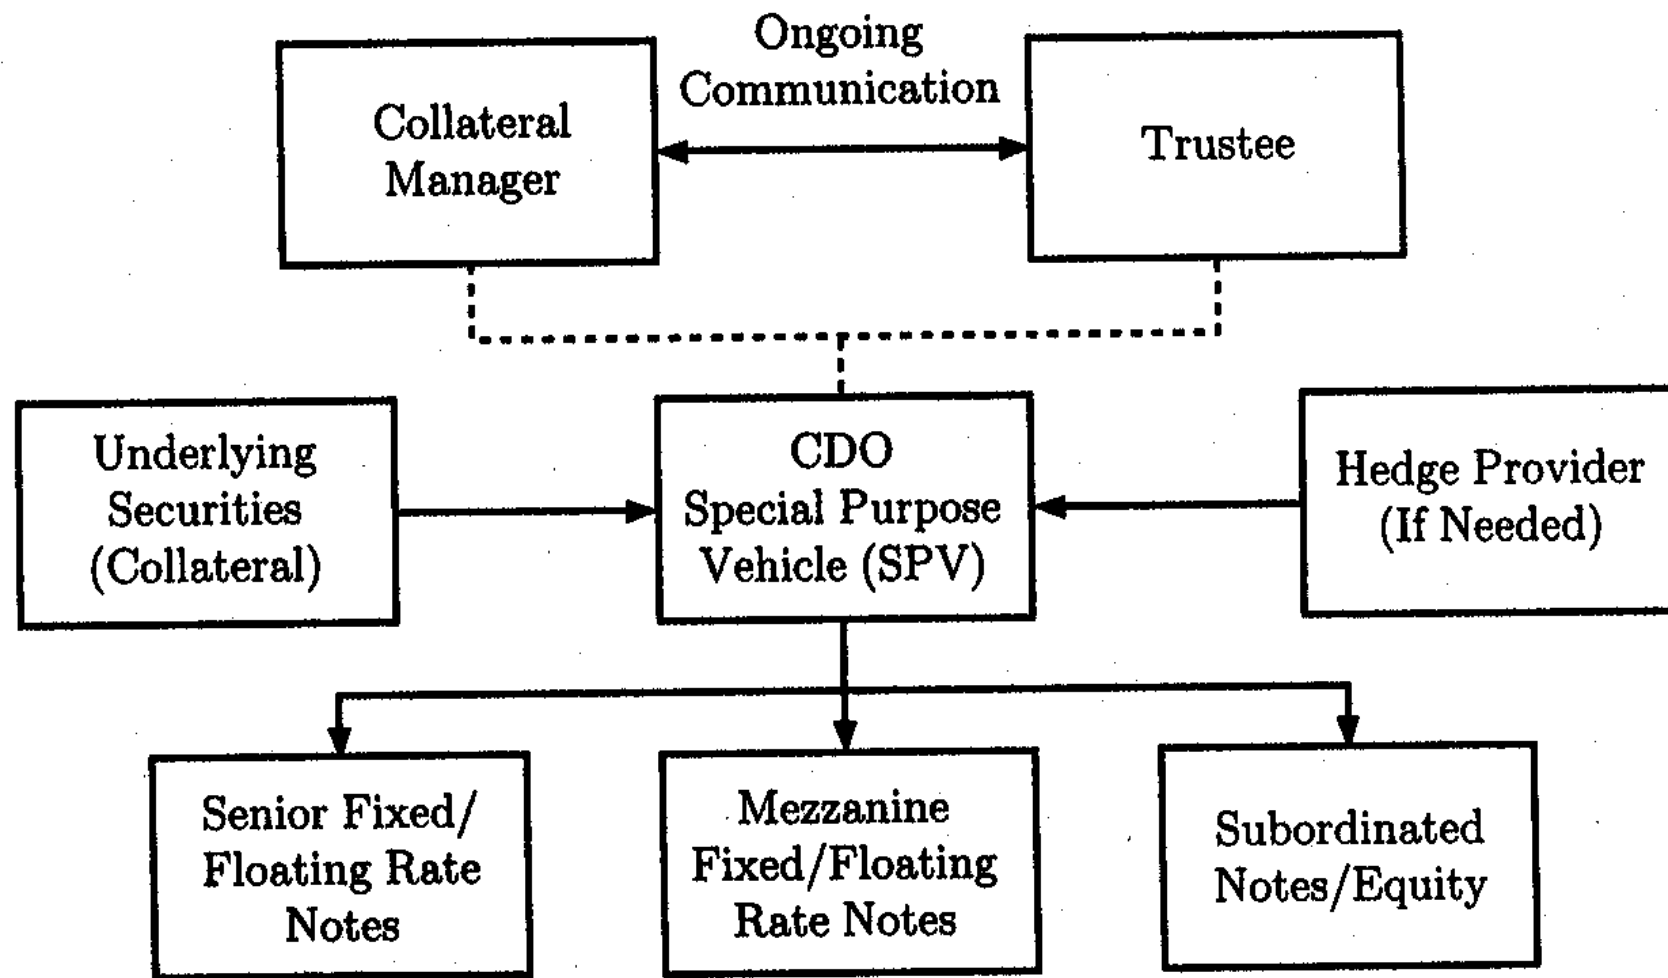 Ongoing
Communication
Collateral
Manager
Trustee
Underlying
Securities
(Collateral)
CDO
Special Purpose
Vehicle (SPV)
Hedge Provider
(If Needed)
Senior Fixed/
Floating Rate
Notes
Mezzanine
Fixed/Floating
Rate Notes
Subordinated
Notes/Equity